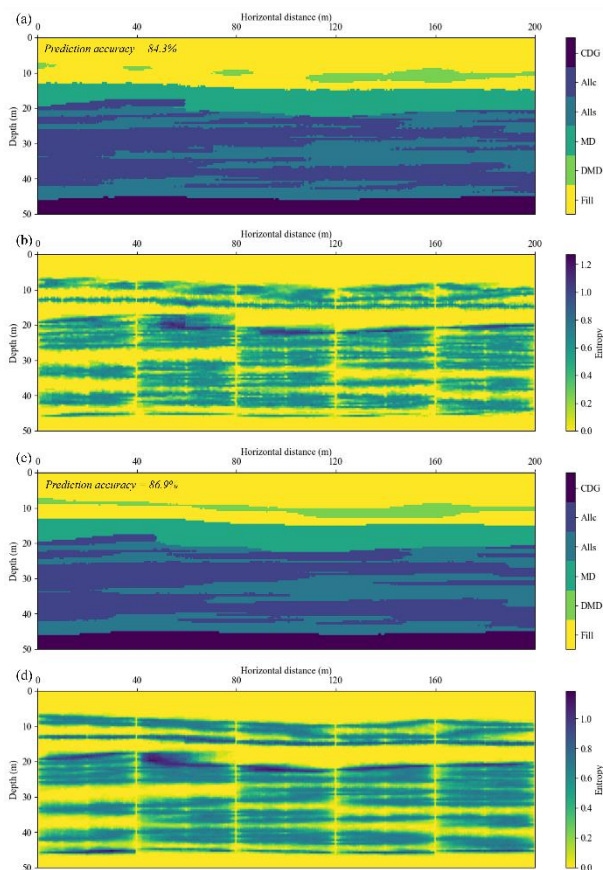 (a)
Horizontal distance (m)
0 40 80 120 160 200
Prediction accuracy = 84.3%
Depth (m)
0
10
20
30
40
50
CDG
Allc
Alls
MD
DMD
Fill
(b)
Horizontal distance (m)
0 40 80 120 160 200
Depth (m)
0
10
20
30
40
50
1.2
1.0
0.8
0.6
0.4
0.2
0.0
Entropy
(c)
Horizontal distance (m)
0 40 80 120 160 200
Prediction accuracy = 86.9%
Depth (m)
0
10
20
30
40
50
CDG
Allc
Alls
MD
DMD
Fill
(d)
Horizontal distance (m)
0 40 80 120 160 200
Depth (m)
0
10
20
30
40
50
1.0
0.8
0.6
0.4
0.2
0.0
Entropy